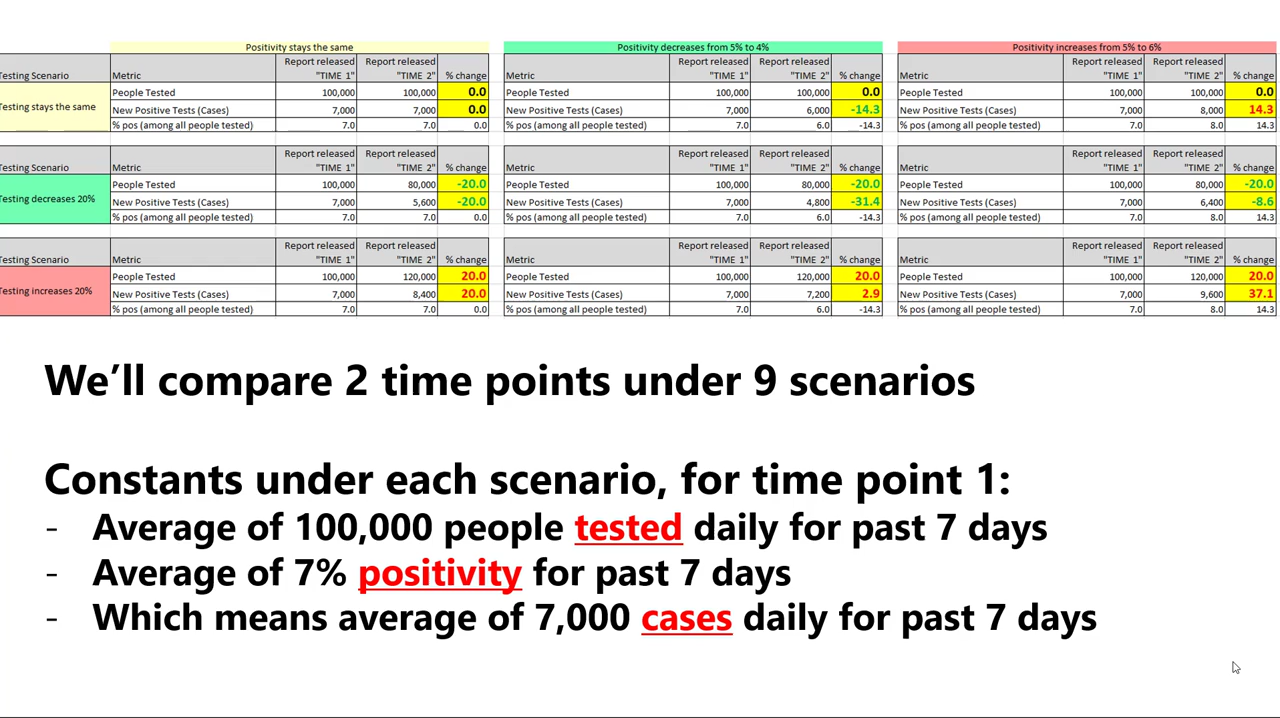 Positivity stays the same Positivity decreases from 5% to 4% Positivity increases from 5% to 6%
Report released Report released Report released Report released Report released Report released
Testing Scenario Metric "TIME 1" "TIME 2" % change Metric "TIME 1" "TIME 2" % change Metric "TIME 1" "TIME 2" % change
People Tested 100,000 100,000 0.0 People Tested 100,000 100,000 0.0 People Tested 100,000 100,000 0.0
Testing stays the same New Positive Tests (Cases) 7,000 7,000 0.0 New Positive Tests (Cases) 7,000 6,000 -14.3 New Positive Tests (Cases) 7,000 8,000 14.3
% pos (among all people tested) 7.0 7.0 0.0 % pos (among all people tested) 7.0 6.0 -14.3 % pos (among all people tested) 7.0 8.0 14.3
Report released Report released Report released Report released Report released Report released
Testing Scenario Metric "TIME 1" "TIME 2" % change Metric "TIME 1" "TIME 2" % change Metric "TIME 1" "TIME 2" % change
People Tested 100,000 80,000 -20.0 People Tested 100,000 80,000 -20.0 People Tested 100,000 80,000 -20.0
Testing decreases 20% New Positive Tests (Cases) 7,000 5,600 -20.0 New Positive Tests (Cases) 7,000 4,800 -31.4 New Positive Tests (Cases) 7,000 6,400 -8.6
% pos (among all people tested) 7.0 7.0 0.0 % pos (among all people tested) 7.0 6.0 -14.3 % pos (among all people tested) 7.0 8.0 14.3
Report released Report released Report released Report released Report released Report released
Testing Scenario Metric "TIME 1" "TIME 2" % change Metric "TIME 1" "TIME 2" % change Metric "TIME 1" "TIME 2" % change
People Tested 100,000 120,000 20.0 People Tested 100,000 120,000 20.0 People Tested 100,000 120,000 20.0
Testing increases 20% New Positive Tests (Cases) 7,000 8,400 20.0 New Positive Tests (Cases) 7,000 7,200 2.9 New Positive Tests (Cases) 7,000 9,600 37.1
% pos (among all people tested) 7.0 7.0 0.0 % pos (among all people tested) 7.0 6.0 -14.3 % pos (among all people tested) 7.0 8.0 14.3
We'll compare 2 time points under 9 scenarios
Constants under each scenario, for time point 1:
- Average of 100,000 people tested daily for past 7 days
- Average of 7% positivity for past 7 days
- Which means average of 7,000 cases daily for past 7 days